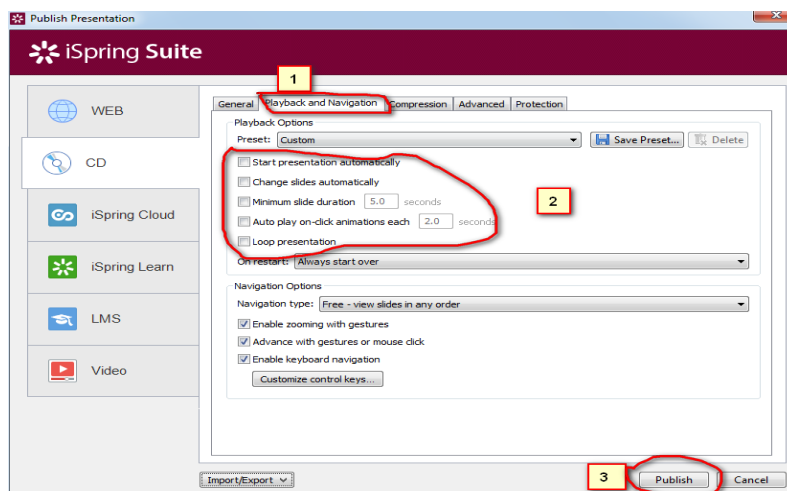 Publish Presentation
iSpring Suite
1
WEB
CD
iSpring Cloud
iSpring Learn
LMS
Video
General Playback and Navigation Compression Advanced Protection
Playback Options
Preset: Custom Save Preset... Delete
Start presentation automatically
Change slides automatically
Minimum slide duration 5.0 seconds
2
Auto play on-click animations each 2.0 seconds
Loop presentation
On restart: Always start over
Navigation Options
Navigation type: Free - view slides in any order
Enable zooming with gestures
Advance with gestures or mouse click
Enable keyboard navigation
Customize control keys...
Import/Export 3 Publish Cancel